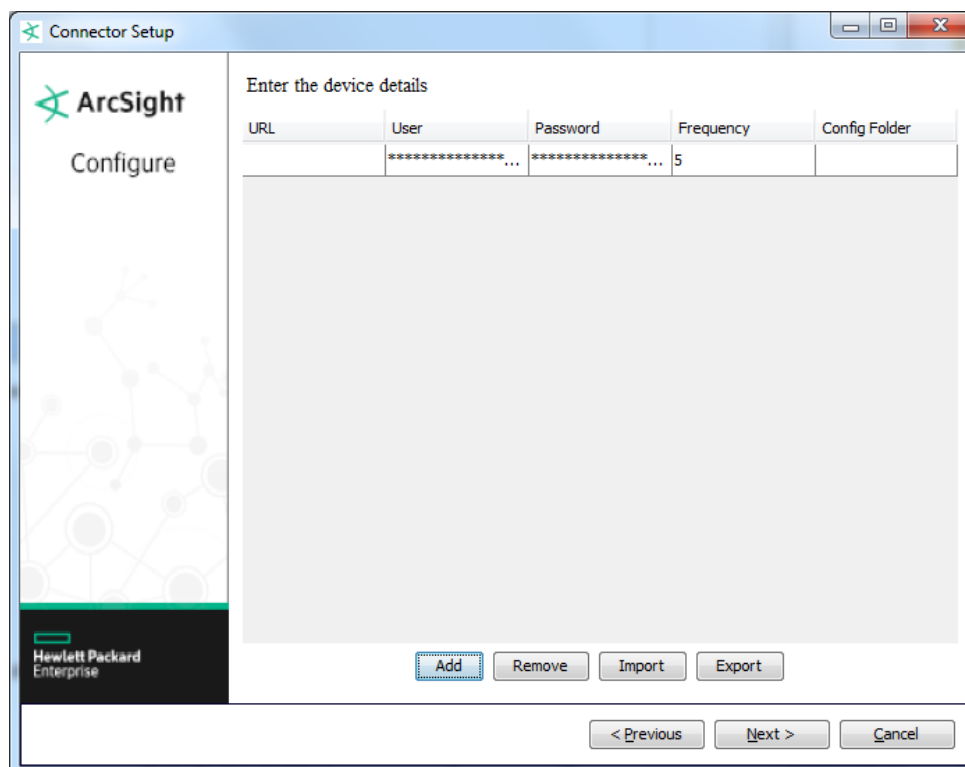 Connector Setup
ArcSight
Configure
Enter the device details
URL User Password Frequency Config Folder
**************... **************... 5
Hewlett Packard
Enterprise
Add Remove Import Export
< Previous Next > Cancel